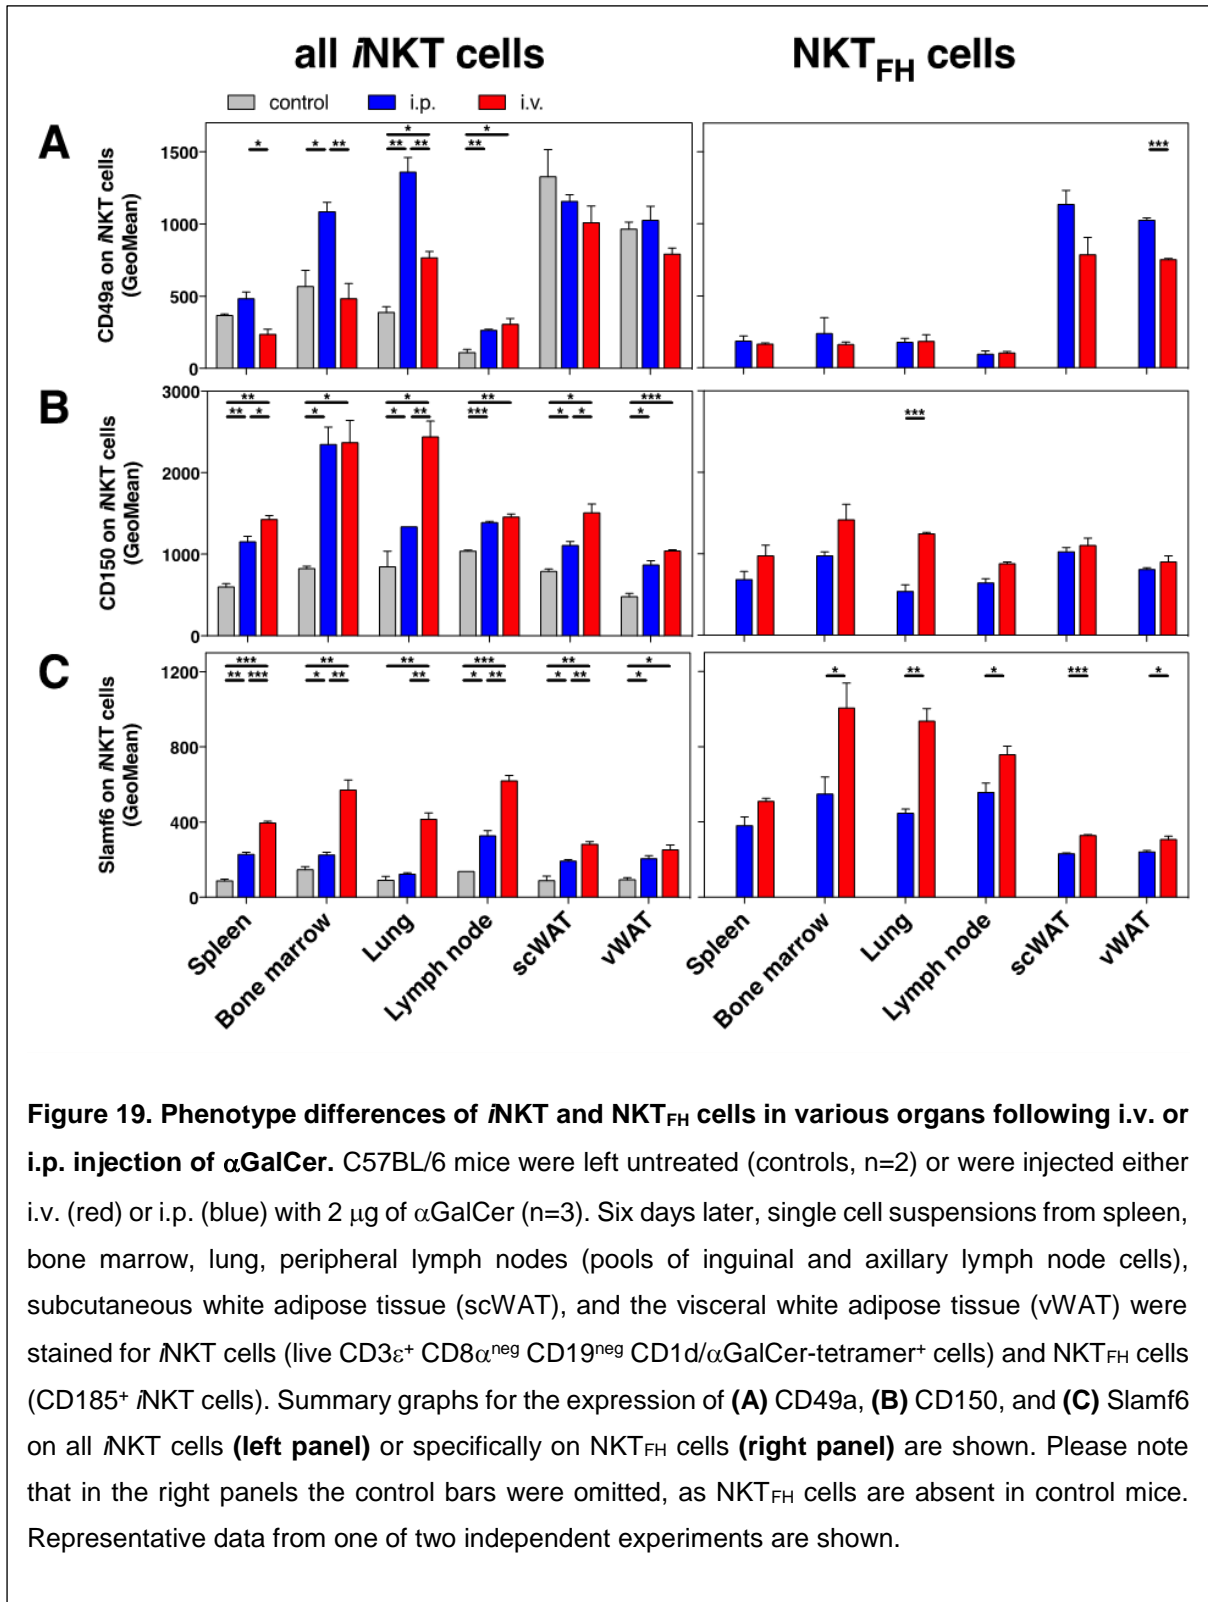 all iNKT cells
NKTFH cells
control
i.p.
i.v.
A
CD49a on iNKT cells
(GeoMean)
1500
1000
500
0
* * ** * ** ** * **
***
B
CD150 on iNKT cells
(GeoMean)
3000
2000
1000
0
** ** * * * * * ** ** *** * * * *** *
***
C
Slamf6 on iNKT cells
(GeoMean)
1200
800
400
0
*** ** *** ** * ** ** ** *** * ** ** * ** * *
* ** * *** *
Spleen
Bone marrow
Lung
Lymph node
scWAT
vWAT
Spleen
Bone marrow
Lung
Lymph node
scWAT
vWAT
Figure 19. Phenotype differences of iNKT and NKTFH cells in various organs following i.v. or
i.p. injection of αGalCer. C57BL/6 mice were left untreated (controls, n=2) or were injected either
i.v. (red) or i.p. (blue) with 2 μg of αGalCer (n=3). Six days later, single cell suspensions from spleen,
bone marrow, lung, peripheral lymph nodes (pools of inguinal and axillary lymph node cells),
subcutaneous white adipose tissue (scWAT), and the visceral white adipose tissue (vWAT) were
stained for iNKT cells (live CD3ε+ CD8αneg CD19neg CD1d/αGalCer-tetramer+ cells) and NKTFH cells
(CD185+ iNKT cells). Summary graphs for the expression of (A) CD49a, (B) CD150, and (C) Slamf6
on all iNKT cells (left panel) or specifically on NKTFH cells (right panel) are shown. Please note
that in the right panels the control bars were omitted, as NKTFH cells are absent in control mice.
Representative data from one of two independent experiments are shown.